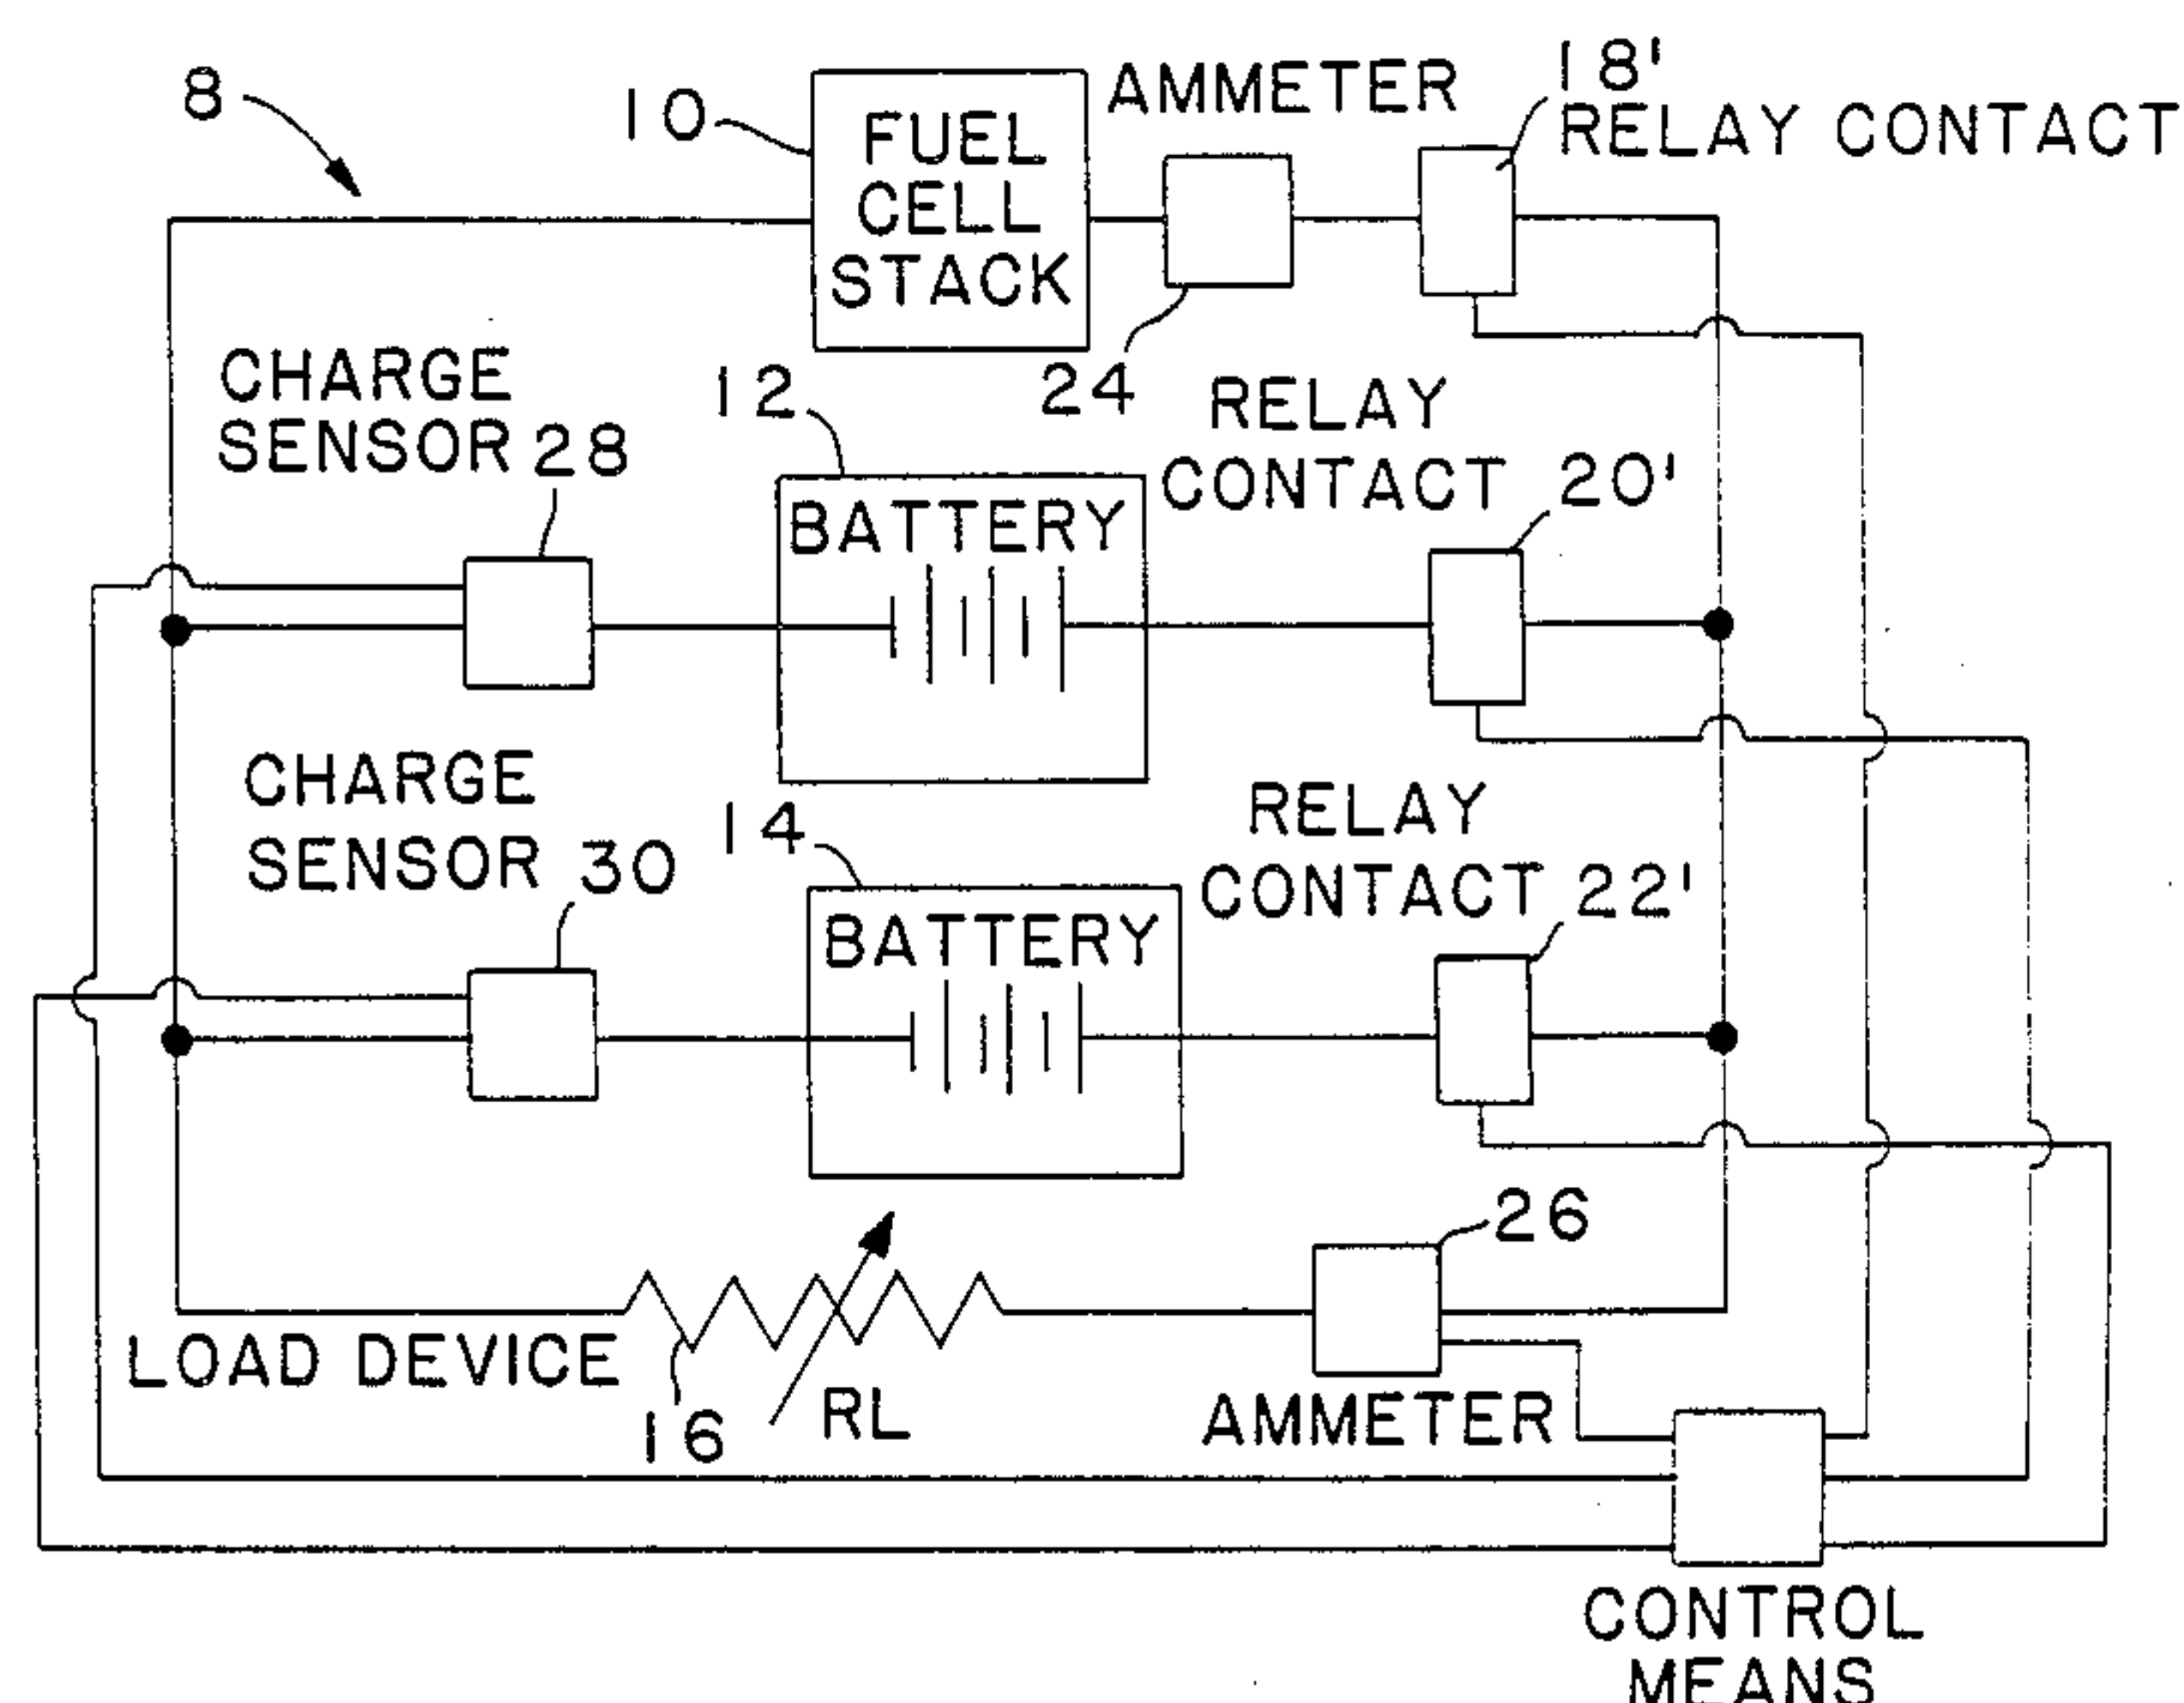 8
10
FUEL
CELL
STACK
AMMETER
24
18'
RELAY CONTACT
CHARGE
SENSOR 28
12
BATTERY
RELAY
CONTACT 20'
CHARGE
SENSOR 30
14
BATTERY
RELAY
CONTACT 22'
LOAD DEVICE
16
RL
26
AMMETER
CONTROL
MEANS